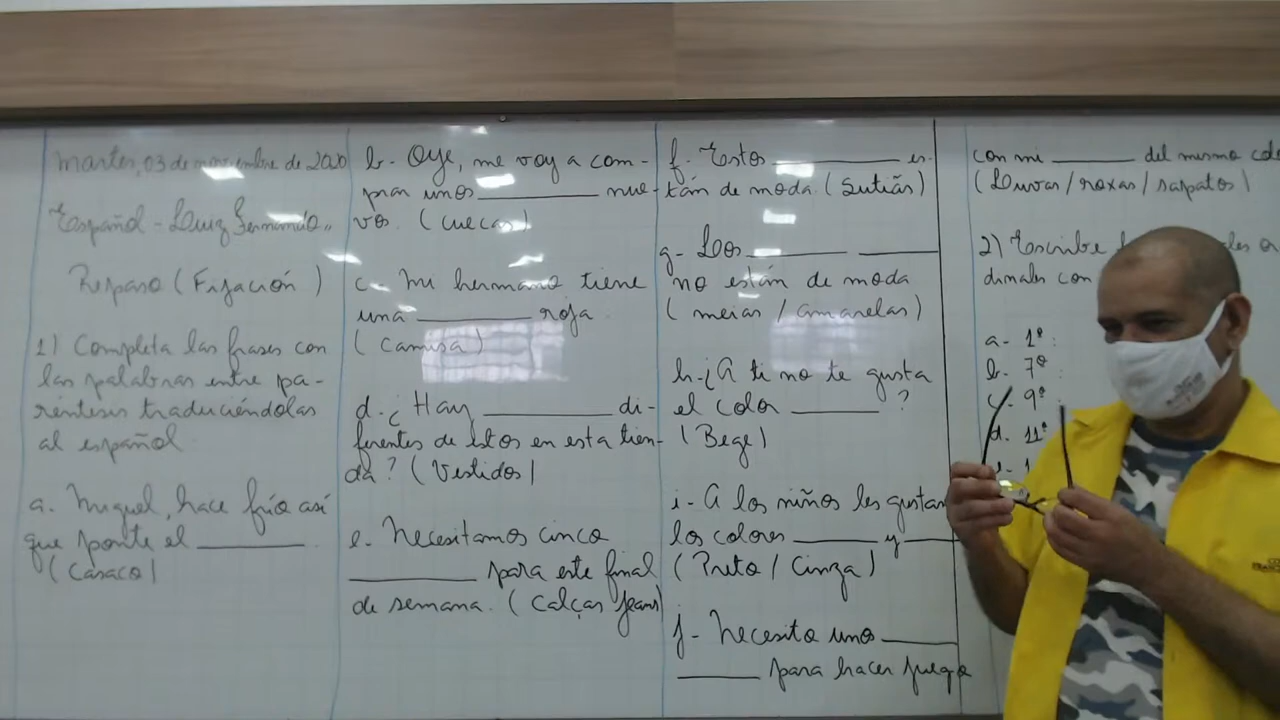 Martes, 03 de noviembre de 2020
Español - Luiz Fernando
Repaso (Fijación)
1) Completa las frases con
las palabras entre pa-
réntesis traduciéndolas
al español.
a. Miguel, hace frío así
que ponte el ________.
(Casaco)
b- Oye, me voy a com-
prar unos ________ nue-
vos. (cuecas)
c- Mi hermano tiene
una ________ roja.
(Camisa)
d. ¿Hay ________ di-
ferentes de estos en esta tien-
da? (Vestidos)
e. Necesitamos cinco
________ para este final
de semana. (Calças jeans)
f. Estos ________ es-
tán de moda (Sutiãs)
g- Los ________ ________
no están de moda
(meias / amarelas)
h- ¿A ti no te gusta
el color ________?
(Bege)
i- A los niños les gustan
los colores ________ y ________
(Preto / Cinza)
j- Necesito unos ________
________ para hacer juego
con mi ________ del mismo
(Luvas / roxas / sapatos)
2) Escribe
dinales con
a- 1º:
b. 7º
c. 9º:
d. 11º